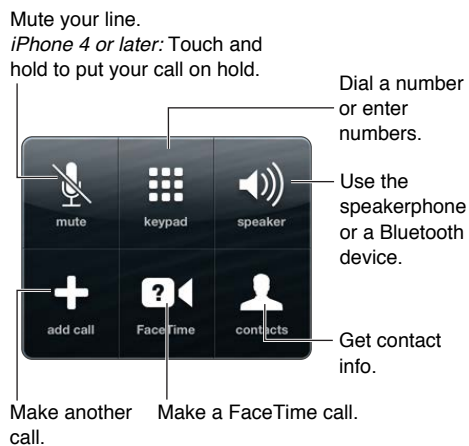 Mute your line.
iPhone 4 or later: Touch and
hold to put your call on hold.
Dial a number
or enter
numbers.
mute
keypad
speaker
Use the
speakerphone
or a Bluetooth
device.
add call
FaceTime
contacts
Get contact
info.
Make another
call.
Make a FaceTime call.